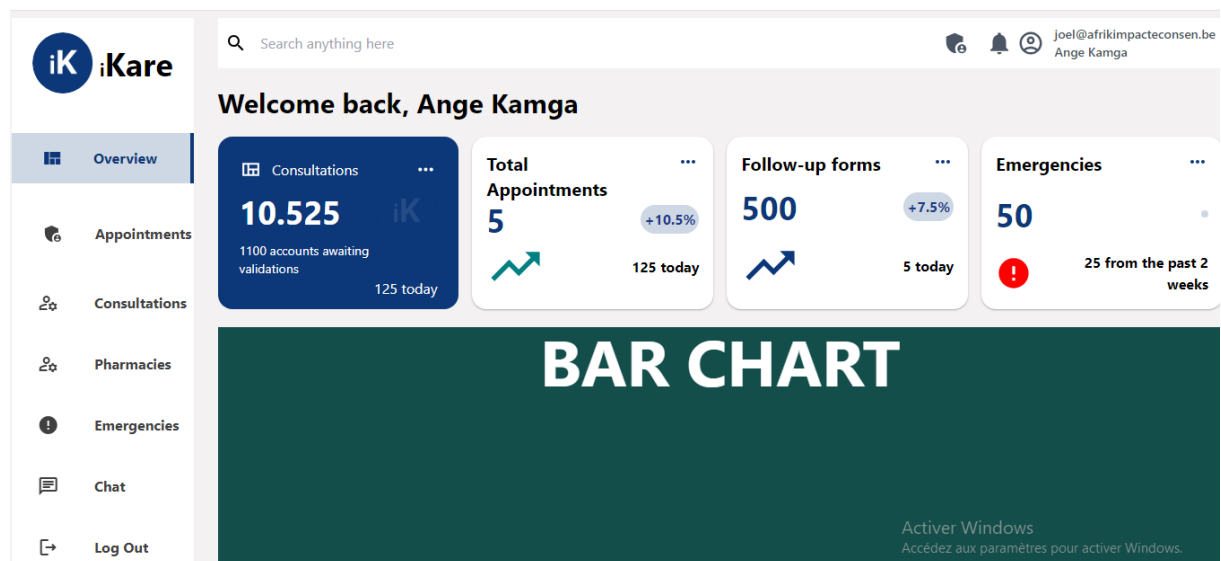 iK iKare
Search anything here
joel@afrikimpacteconsen.be
Ange Kamga
Welcome back, Ange Kamga
Overview
Appointments
Consultations
Pharmacies
Emergencies
Chat
Log Out
Consultations
10.525
iK
1100 accounts awaiting
validations
125 today
Total
Appointments
5
+10.5%
125 today
Follow-up forms
500
+7.5%
5 today
Emergencies
50
25 from the past 2
weeks
BAR CHART
Activer Windows
Accédez aux paramètres pour activer Windows.